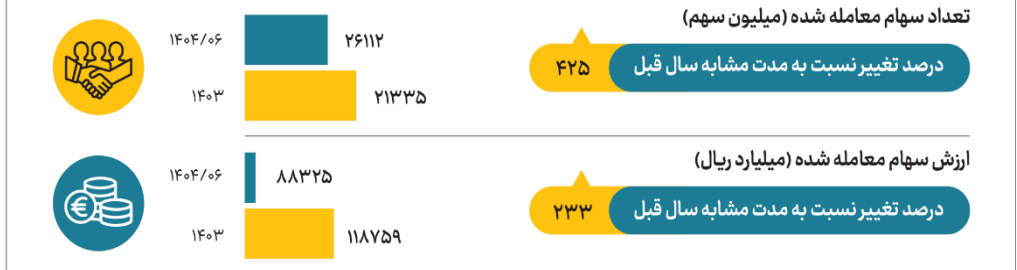 تعداد سهام معامله شده (میلیون سهم)
درصد تغییر نسبت به مدت مشابه سال قبل
۴۲۵
۱۴۰۴/۰۶
۲۶۱۱۲
۱۴۰۳
۲۱۳۳۵
ارزش سهام معامله شده (میلیارد ریال)
درصد تغییر نسبت به مدت مشابه سال قبل
۲۳۳
۱۴۰۴/۰۶
۸۸۳۲۵
۱۴۰۳
۱۱۸۷۵۹